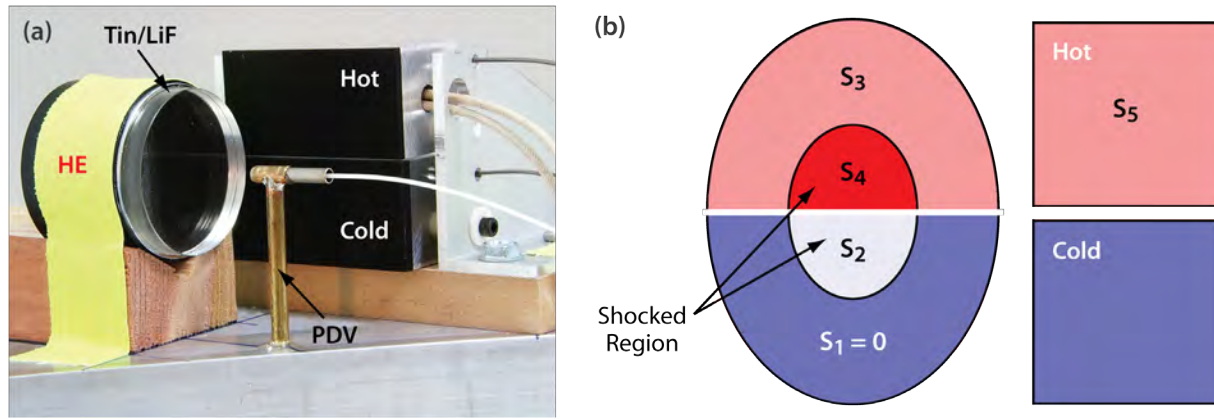 (a)
Tin/LiF
Hot
HE
Cold
PDV
(b)
S3
S4
S2
Shocked
Region
S1 = 0
Hot
S5
Cold